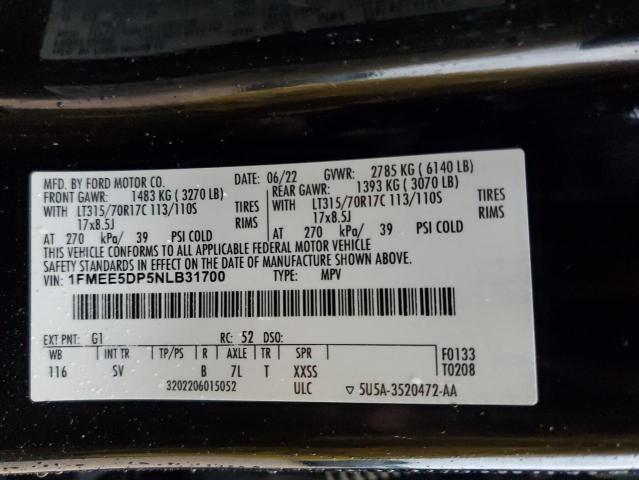 MFD. BY FORD MOTOR CO.
DATE: 06/22 GVWR: 2785 KG ( 6140 LB)
FRONT GAWR: 1483 KG ( 3270 LB)
REAR GAWR: 1393 KG ( 3070 LB)
WITH LT315/70R17C 113/110S TIRES
WITH LT315/70R17C 113/110S TIRES
17x8.5J RIMS
17x8.5J RIMS
AT 270 kPa/ 39 PSI COLD
AT 270 kPa/ 39 PSI COLD
THIS VEHICLE CONFORMS TO ALL APPLICABLE FEDERAL MOTOR VEHICLE
SAFETY STANDARDS IN EFFECT ON THE DATE OF MANUFACTURE SHOWN ABOVE.
VIN: 1FMEE5DP5NLB31700 TYPE: MPV
EXT PNT: G1 RC: 52 DSO:
WB INT TR TP/PS R AXLE TR SPR F0133
116 SV B 7L T XXSS T0208
3202206015052 ULC ▽ 5U5A-3520472-AA